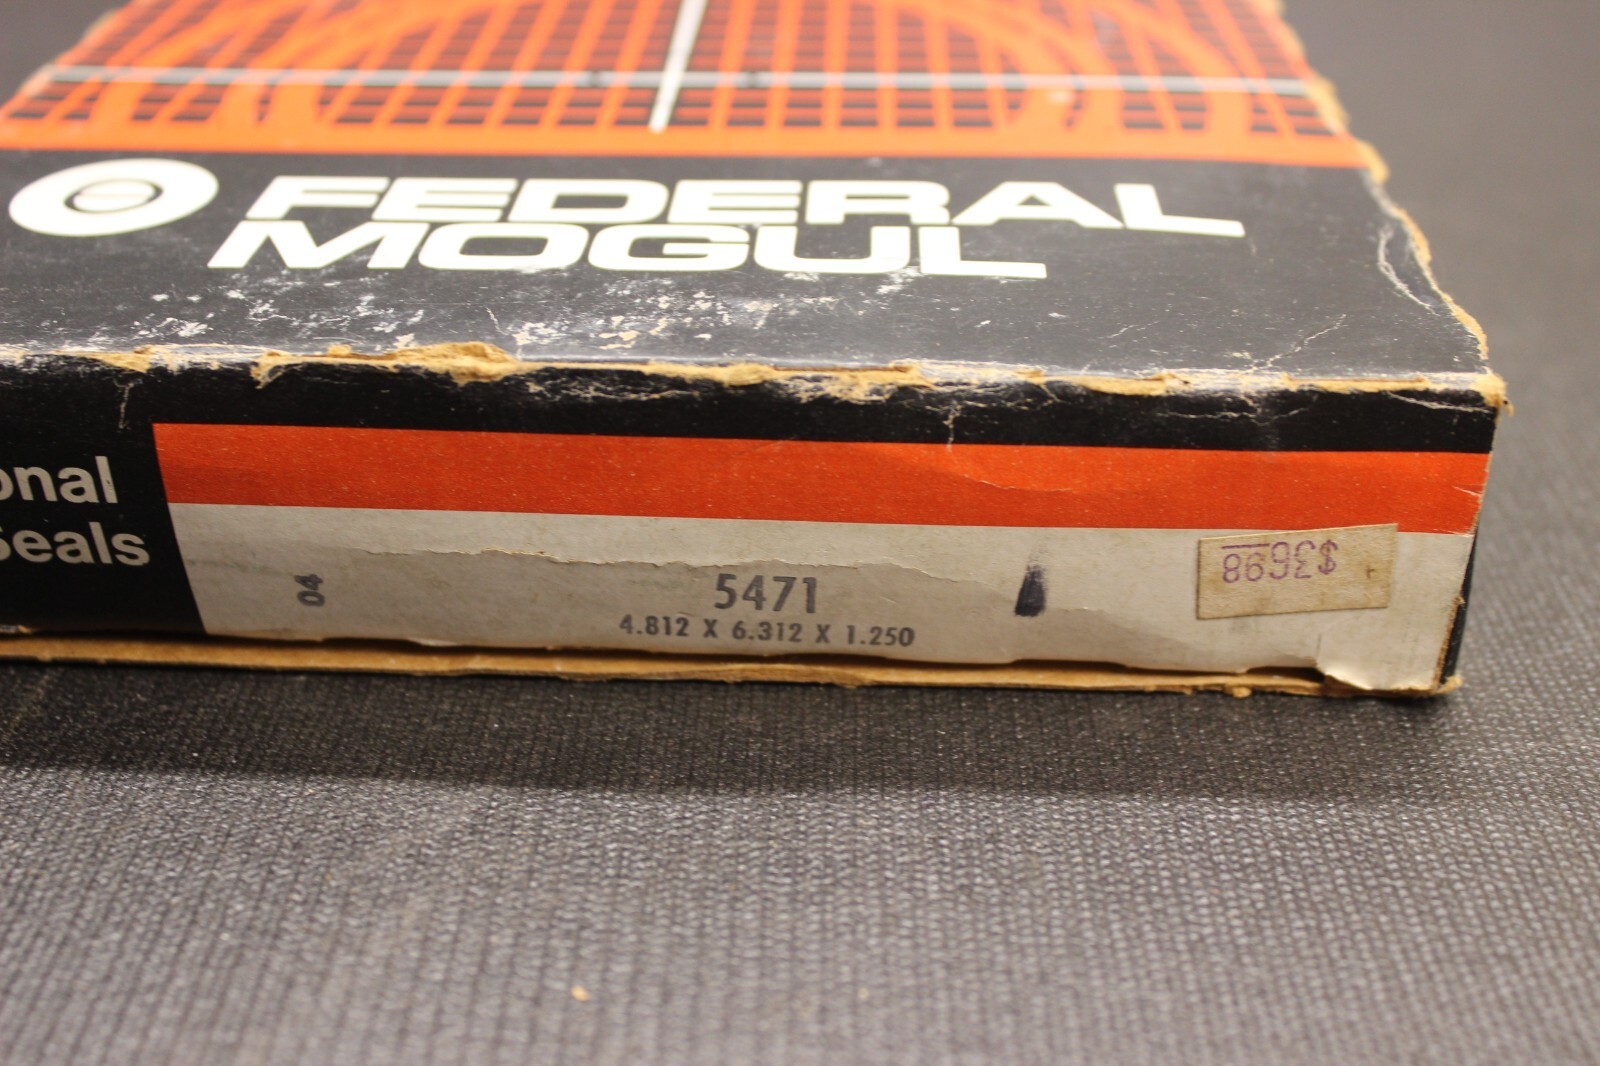 FEDERAL
MOGUL
onal
Seals
04
5471
4.812 X 6.312 X 1.250
$3698